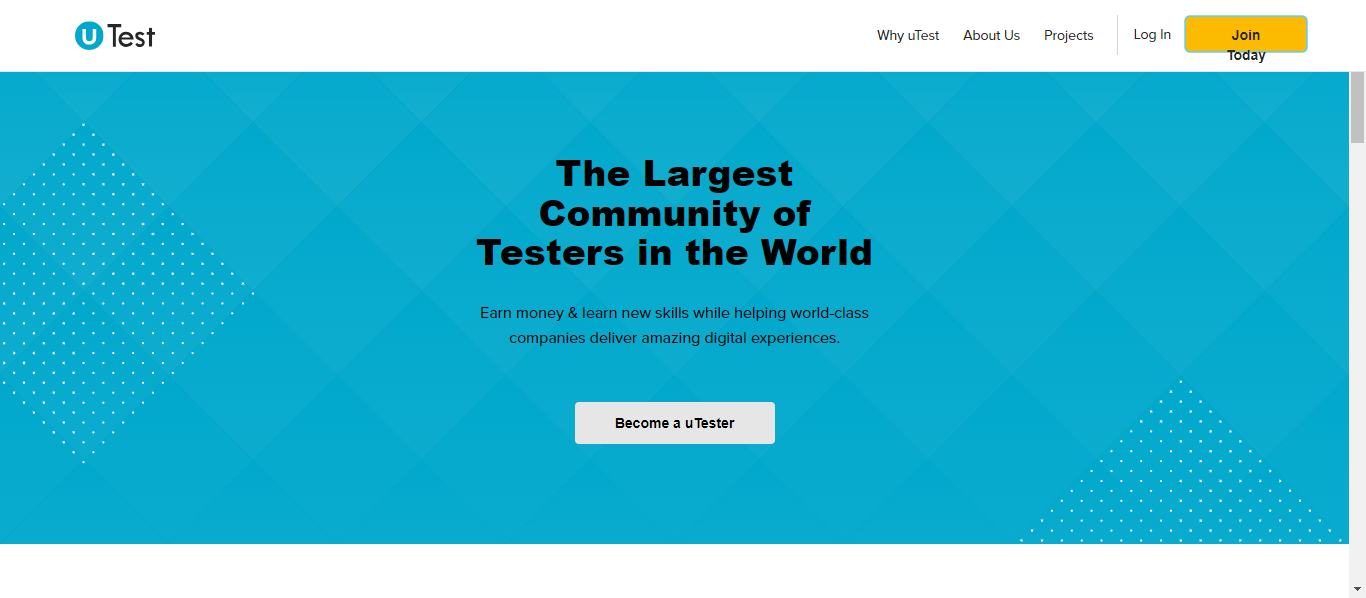 uTest
Why uTest
About Us
Projects
Log In
Join
Today
The Largest
Community of
Testers in the World
Earn money & learn new skills while helping world-class
companies deliver amazing digital experiences.
Become a uTester